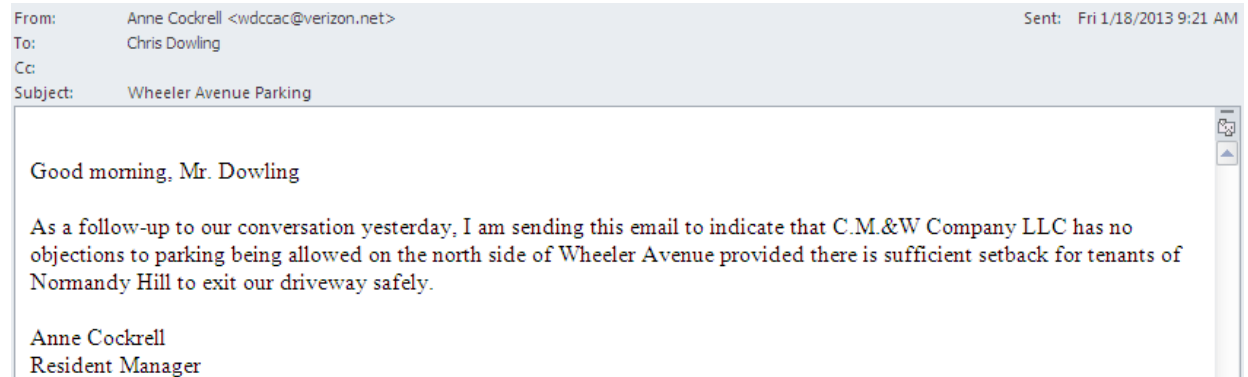 From: Anne Cockrell <wdccac@verizon.net> Sent: Fri 1/18/2013 9:21 AM
To: Chris Dowling
Cc:
Subject: Wheeler Avenue Parking
Good morning, Mr. Dowling
As a follow-up to our conversation yesterday, I am sending this email to indicate that C.M.&W Company LLC has no
objections to parking being allowed on the north side of Wheeler Avenue provided there is sufficient setback for tenants of
Normandy Hill to exit our driveway safely.
Anne Cockrell
Resident Manager